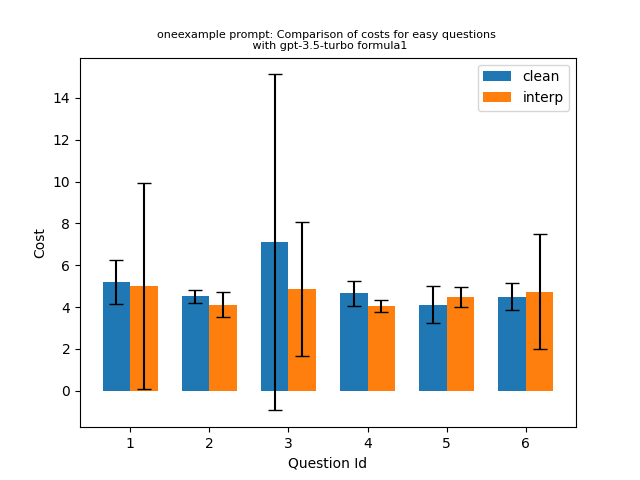 oneexample prompt: Comparison of costs for easy questions
with gpt-3.5-turbo formula1
clean
interp
14
12
10
8
6
4
2
0
Cost
1 2 3 4 5 6
Question Id